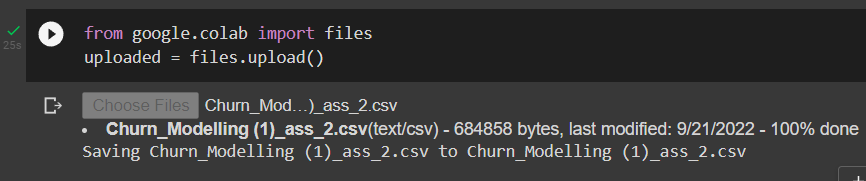 from google.colab import files
25s
uploaded = files.upload()
Choose Files Churn_Mod...)_ass_2.csv
• Churn_Modelling (1)_ass_2.csv(text/csv) - 684858 bytes, last modified: 9/21/2022 - 100% done
Saving Churn_Modelling (1)_ass_2.csv to Churn_Modelling (1)_ass_2.csv